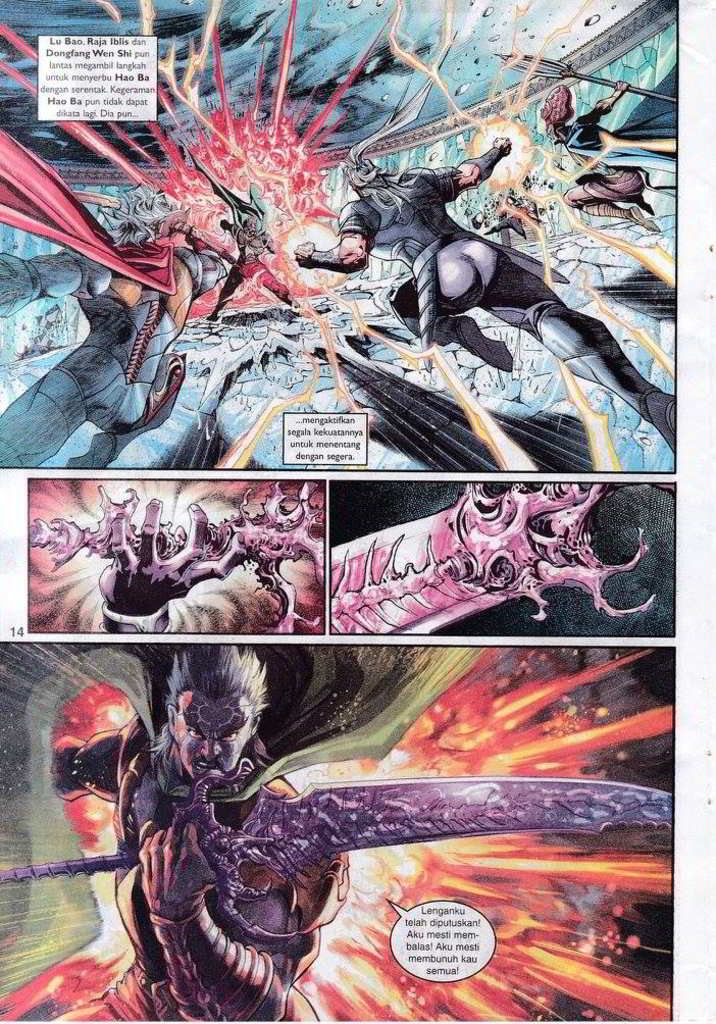 Lu Bao, Raja Iblis dan
Dongfang Wen Shi pun
lantas megambil langkah
untuk menyerbu Hao Ba
dengan serentak. Kegeraman
Hao Ba pun tidak dapat
dikata lagi. Dia pun...
...mengaktifkan
segala kekuatannya
untuk menentang
dengan segera.
14
Lenganku
telah diputuskan!
Aku mesti mem-
balas! Aku mesti
membunuh kau
semua!